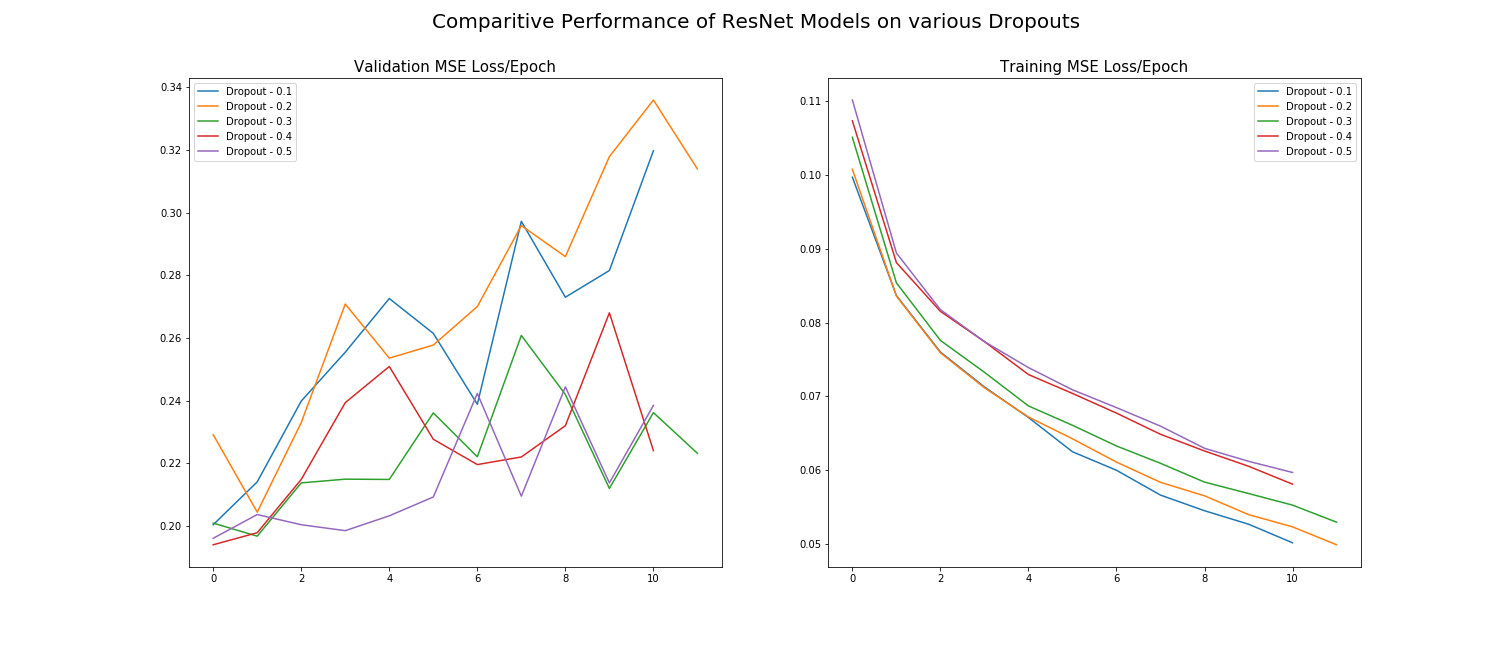 Comparitive Performance of ResNet Models on various Dropouts
Validation MSE Loss/Epoch
0.34
0.32
0.30
0.28
0.26
0.24
0.22
0.20
0
2
4
6
8
10
Dropout - 0.1
Dropout - 0.2
Dropout - 0.3
Dropout - 0.4
Dropout - 0.5
Training MSE Loss/Epoch
0.11
0.10
0.09
0.08
0.07
0.06
0.05
0
2
4
6
8
10
Dropout - 0.1
Dropout - 0.2
Dropout - 0.3
Dropout - 0.4
Dropout - 0.5